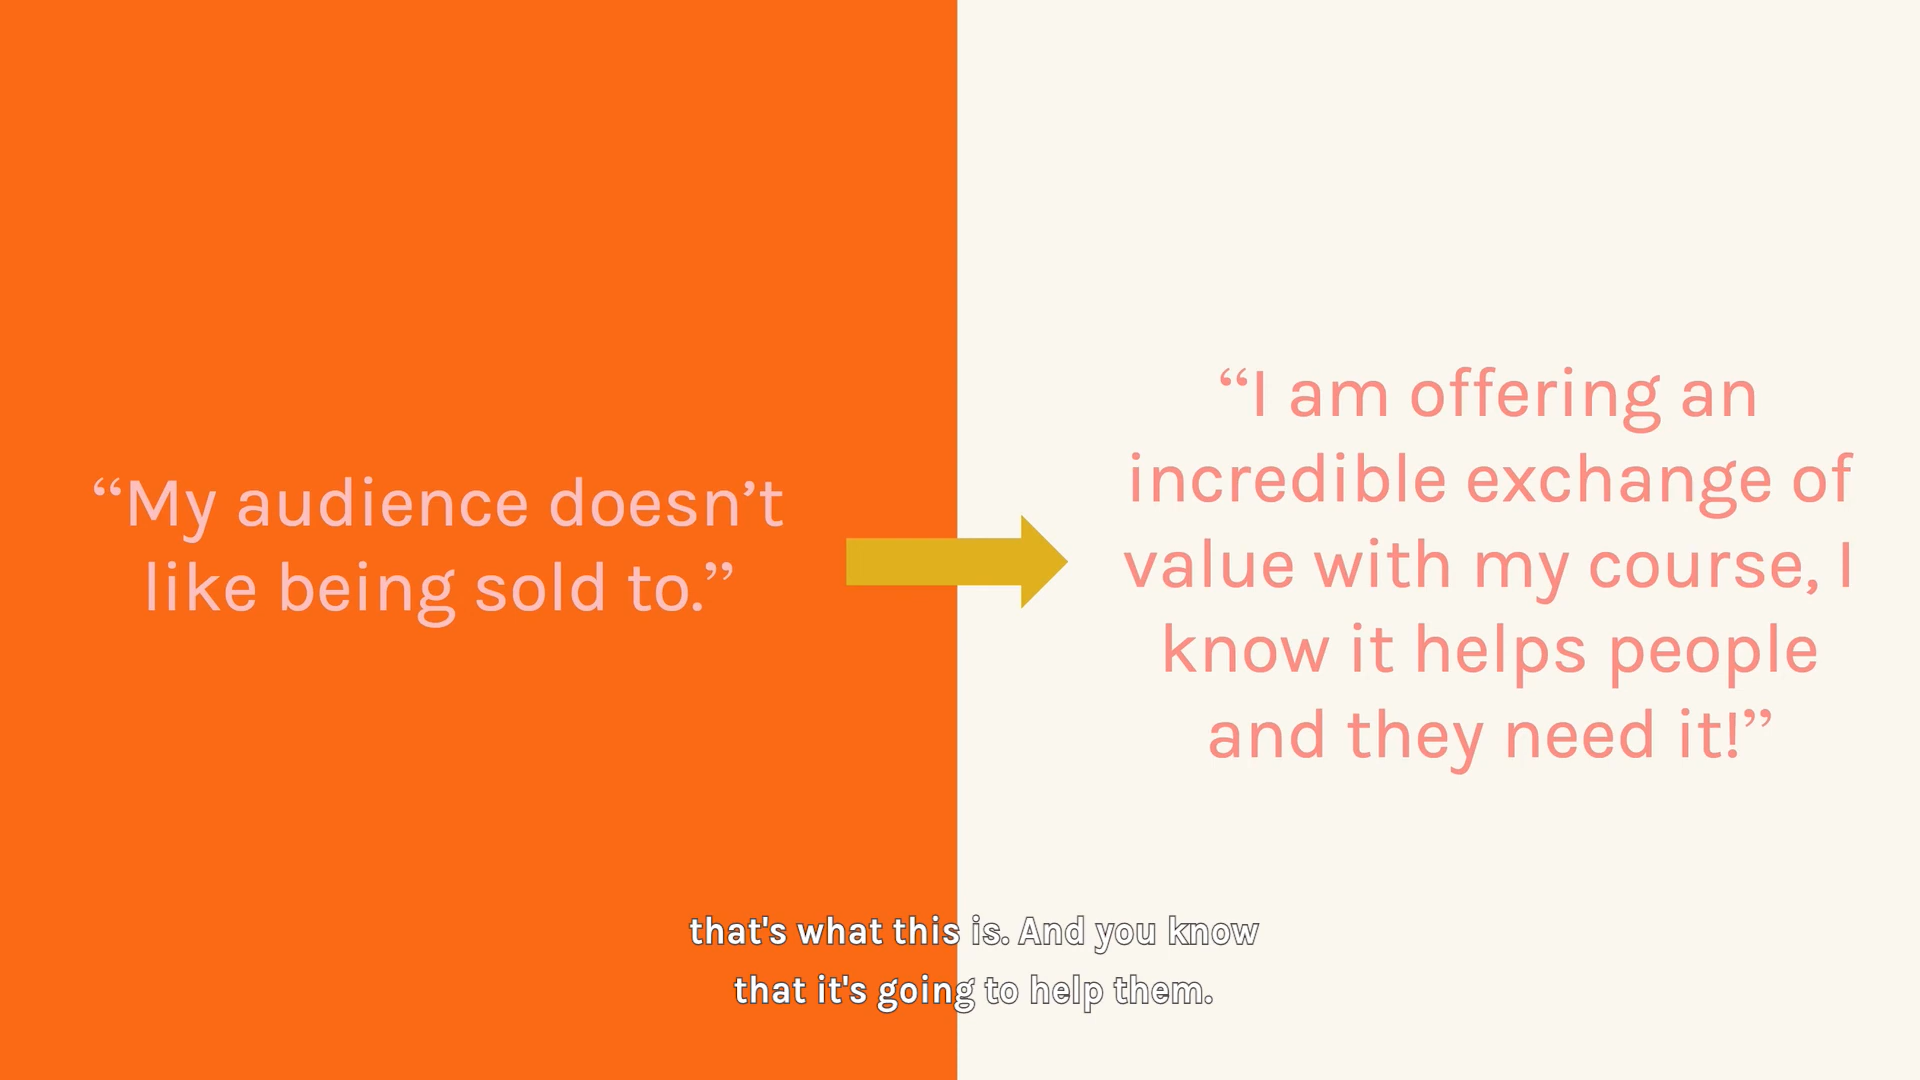 “My audience doesn’t
like being sold to.”
“I am offering an
incredible exchange of
value with my course, I
know it helps people
and they need it!”
that's what this is. And you know
that it's going to help them.